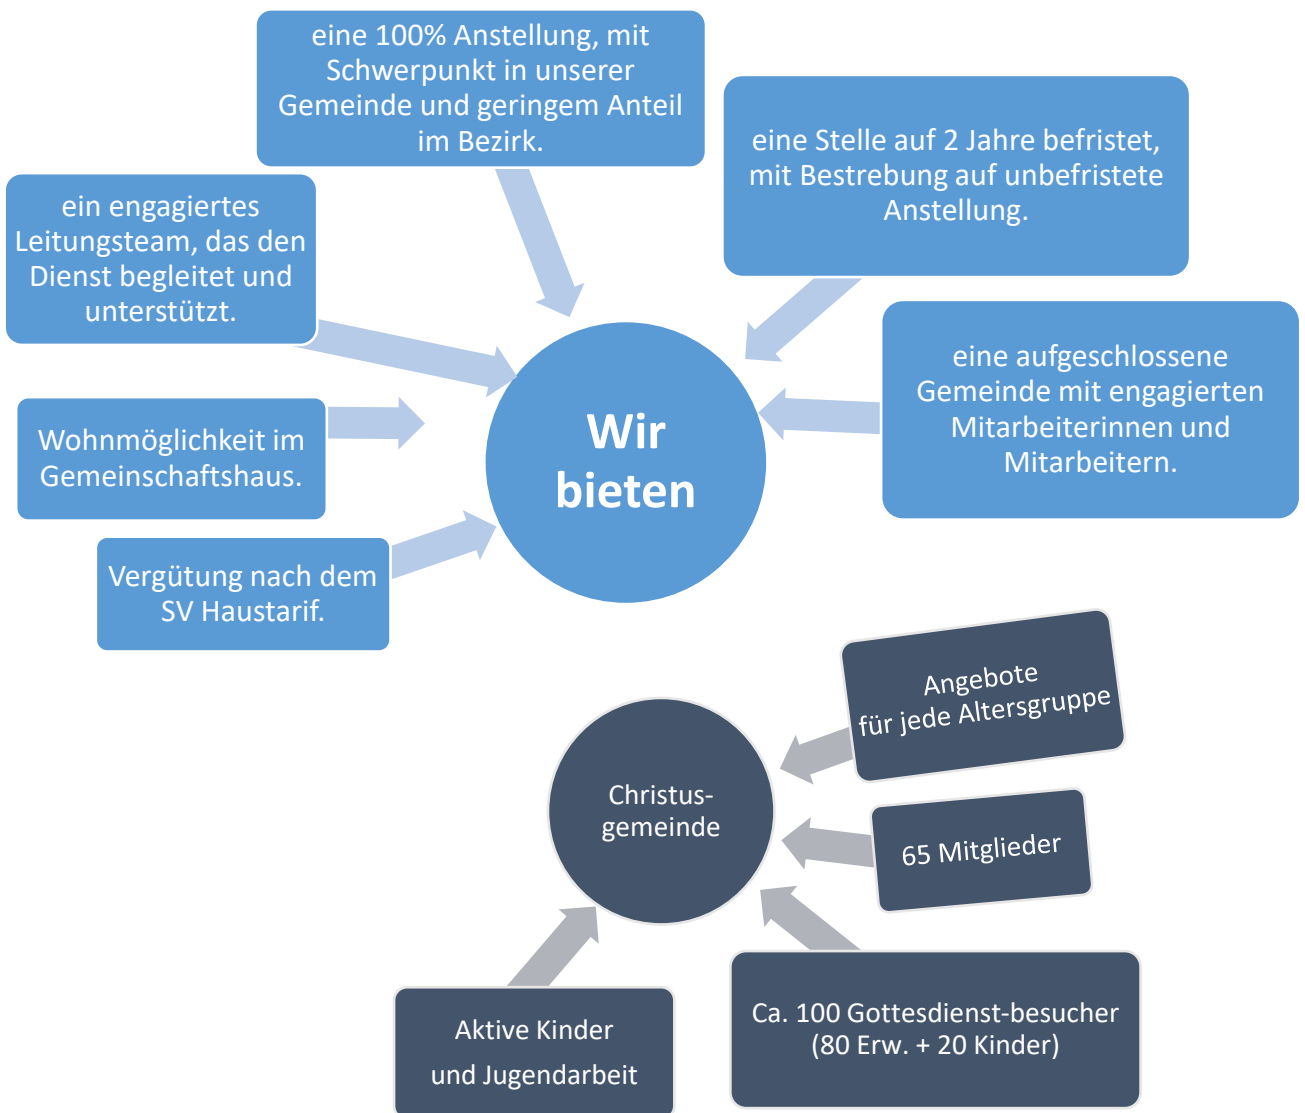 eine 100% Anstellung, mit
Schwerpunkt in unserer
Gemeinde und geringem Anteil
im Bezirk.
eine Stelle auf 2 Jahre befristet,
mit Bestrebung auf unbefristete
Anstellung.
ein engagiertes
Leitungsteam, das den
Dienst begleitet und
unterstützt.
eine aufgeschlossene
Gemeinde mit engagierten
Mitarbeiterinnen und
Mitarbeitern.
Wir
bieten
Wohnmöglichkeit im
Gemeinschaftshaus.
Vergütung nach dem
SV Haustarif.
Angebote
für jede Altersgruppe
Christus-
gemeinde
65 Mitglieder
Ca. 100 Gottesdienst-besucher
(80 Erw. + 20 Kinder)
Aktive Kinder
und Jugendarbeit